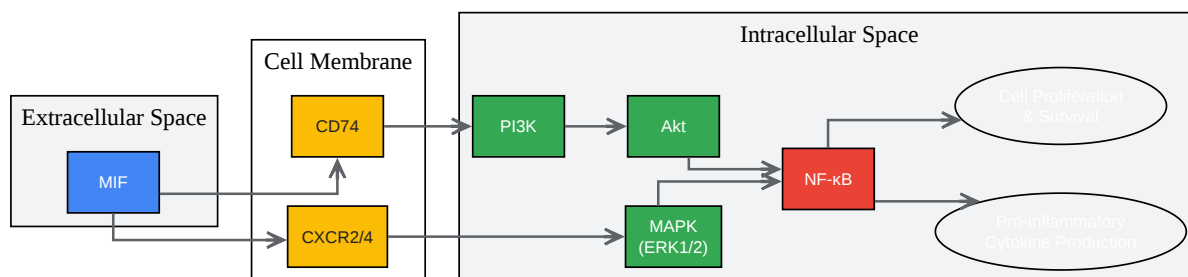 Extracellular Space
MIF
Cell Membrane
CD74
CXCR2/4
Intracellular Space
PI3K
Akt
MAPK
(ERK1/2)
NF-κB
Cell Proliferation
& Survival
Pro-inflammatory
Cytokine Production